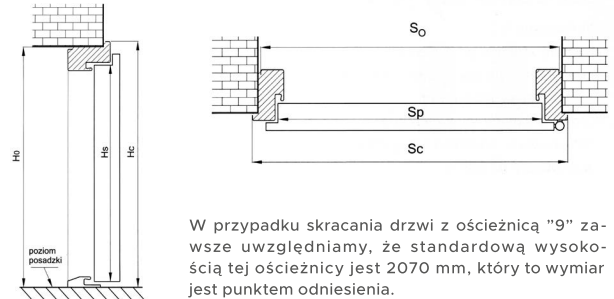 So
Sp
Sc
Ho
Hs
Hc
poziom
posadzki
W przypadku skracania drzwi z ościeżnicą ”9” za-
wsze uwzględniamy, że standardową wysoko-
ścią tej ościeżnicy jest 2070 mm, który to wymiar
jest punktem odniesienia.